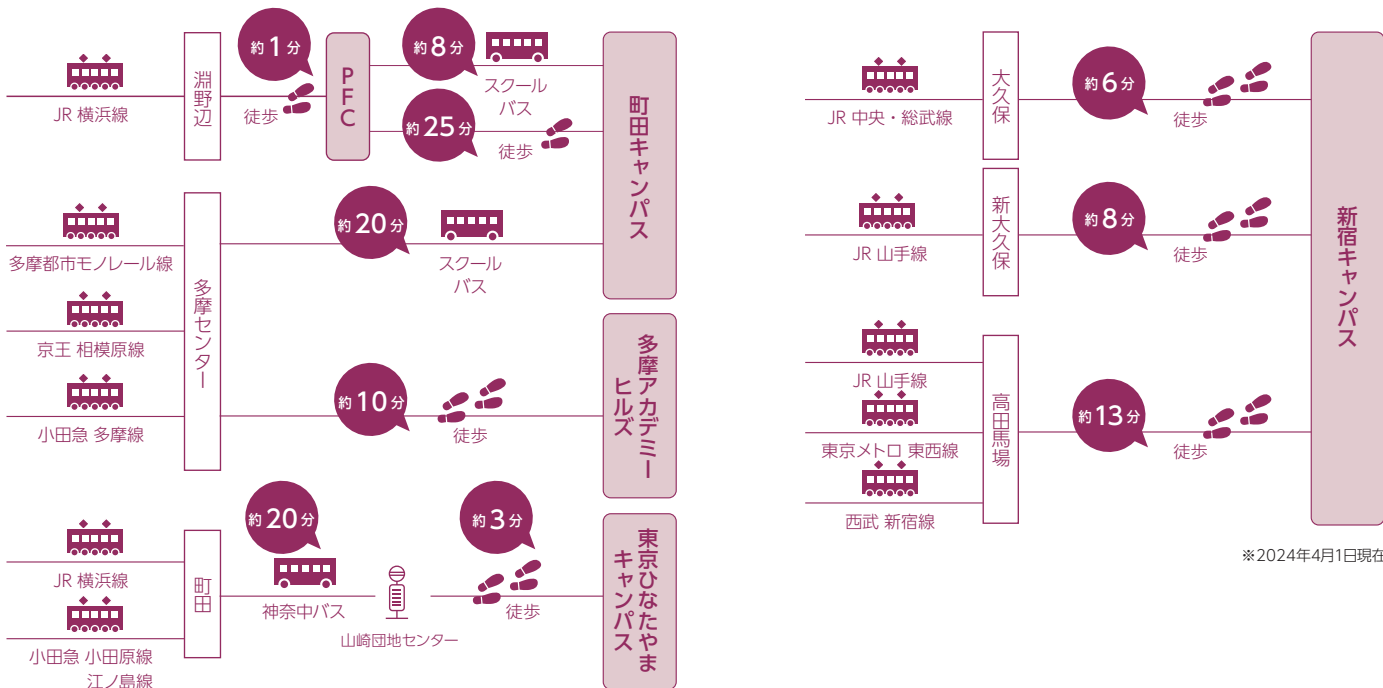 約1分
約8分
JR 横浜線
淵野辺
徒歩
PFC
スクール
バス
約25分
徒歩
町田キャンパス
多摩都市モノレール線
京王 相模原線
小田急 多摩線
多摩センター
約20分
スクール
バス
約10分
徒歩
多摩アカデミー
ヒルズ
JR 横浜線
小田急 小田原線
江ノ島線
町田
約20分
神奈中バス
山崎団地センター
約3分
徒歩
東京ひなたやま
キャンパス
JR 中央・総武線
大久保
約6分
徒歩
JR 山手線
新大久保
約8分
徒歩
JR 山手線
東京メトロ 東西線
西武 新宿線
高田馬場
約13分
徒歩
新宿キャンパス
※2024年4月1日現在